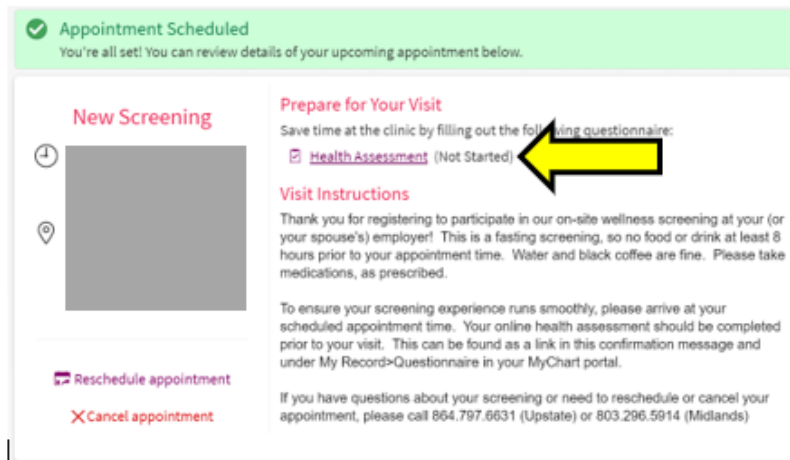 Appointment Scheduled
You're all set! You can review details of your upcoming appointment below.
New Screening
Reschedule appointment
Cancel appointment
Prepare for Your Visit
Save time at the clinic by filling out the following questionnaire:
Health Assessment (Not Started)
Visit Instructions
Thank you for registering to participate in our on-site wellness screening at your (or
your spouse's) employer! This is a fasting screening, so no food or drink at least 8
hours prior to your appointment time. Water and black coffee are fine. Please take
medications, as prescribed.
To ensure your screening experience runs smoothly, please arrive at your
scheduled appointment time. Your online health assessment should be completed
prior to your visit. This can be found as a link in this confirmation message and
under My Record>Questionnaire in your MyChart portal.
If you have questions about your screening or need to reschedule or cancel your
appointment, please call 864.797.6631 (Upstate) or 803.296.5914 (Midlands)